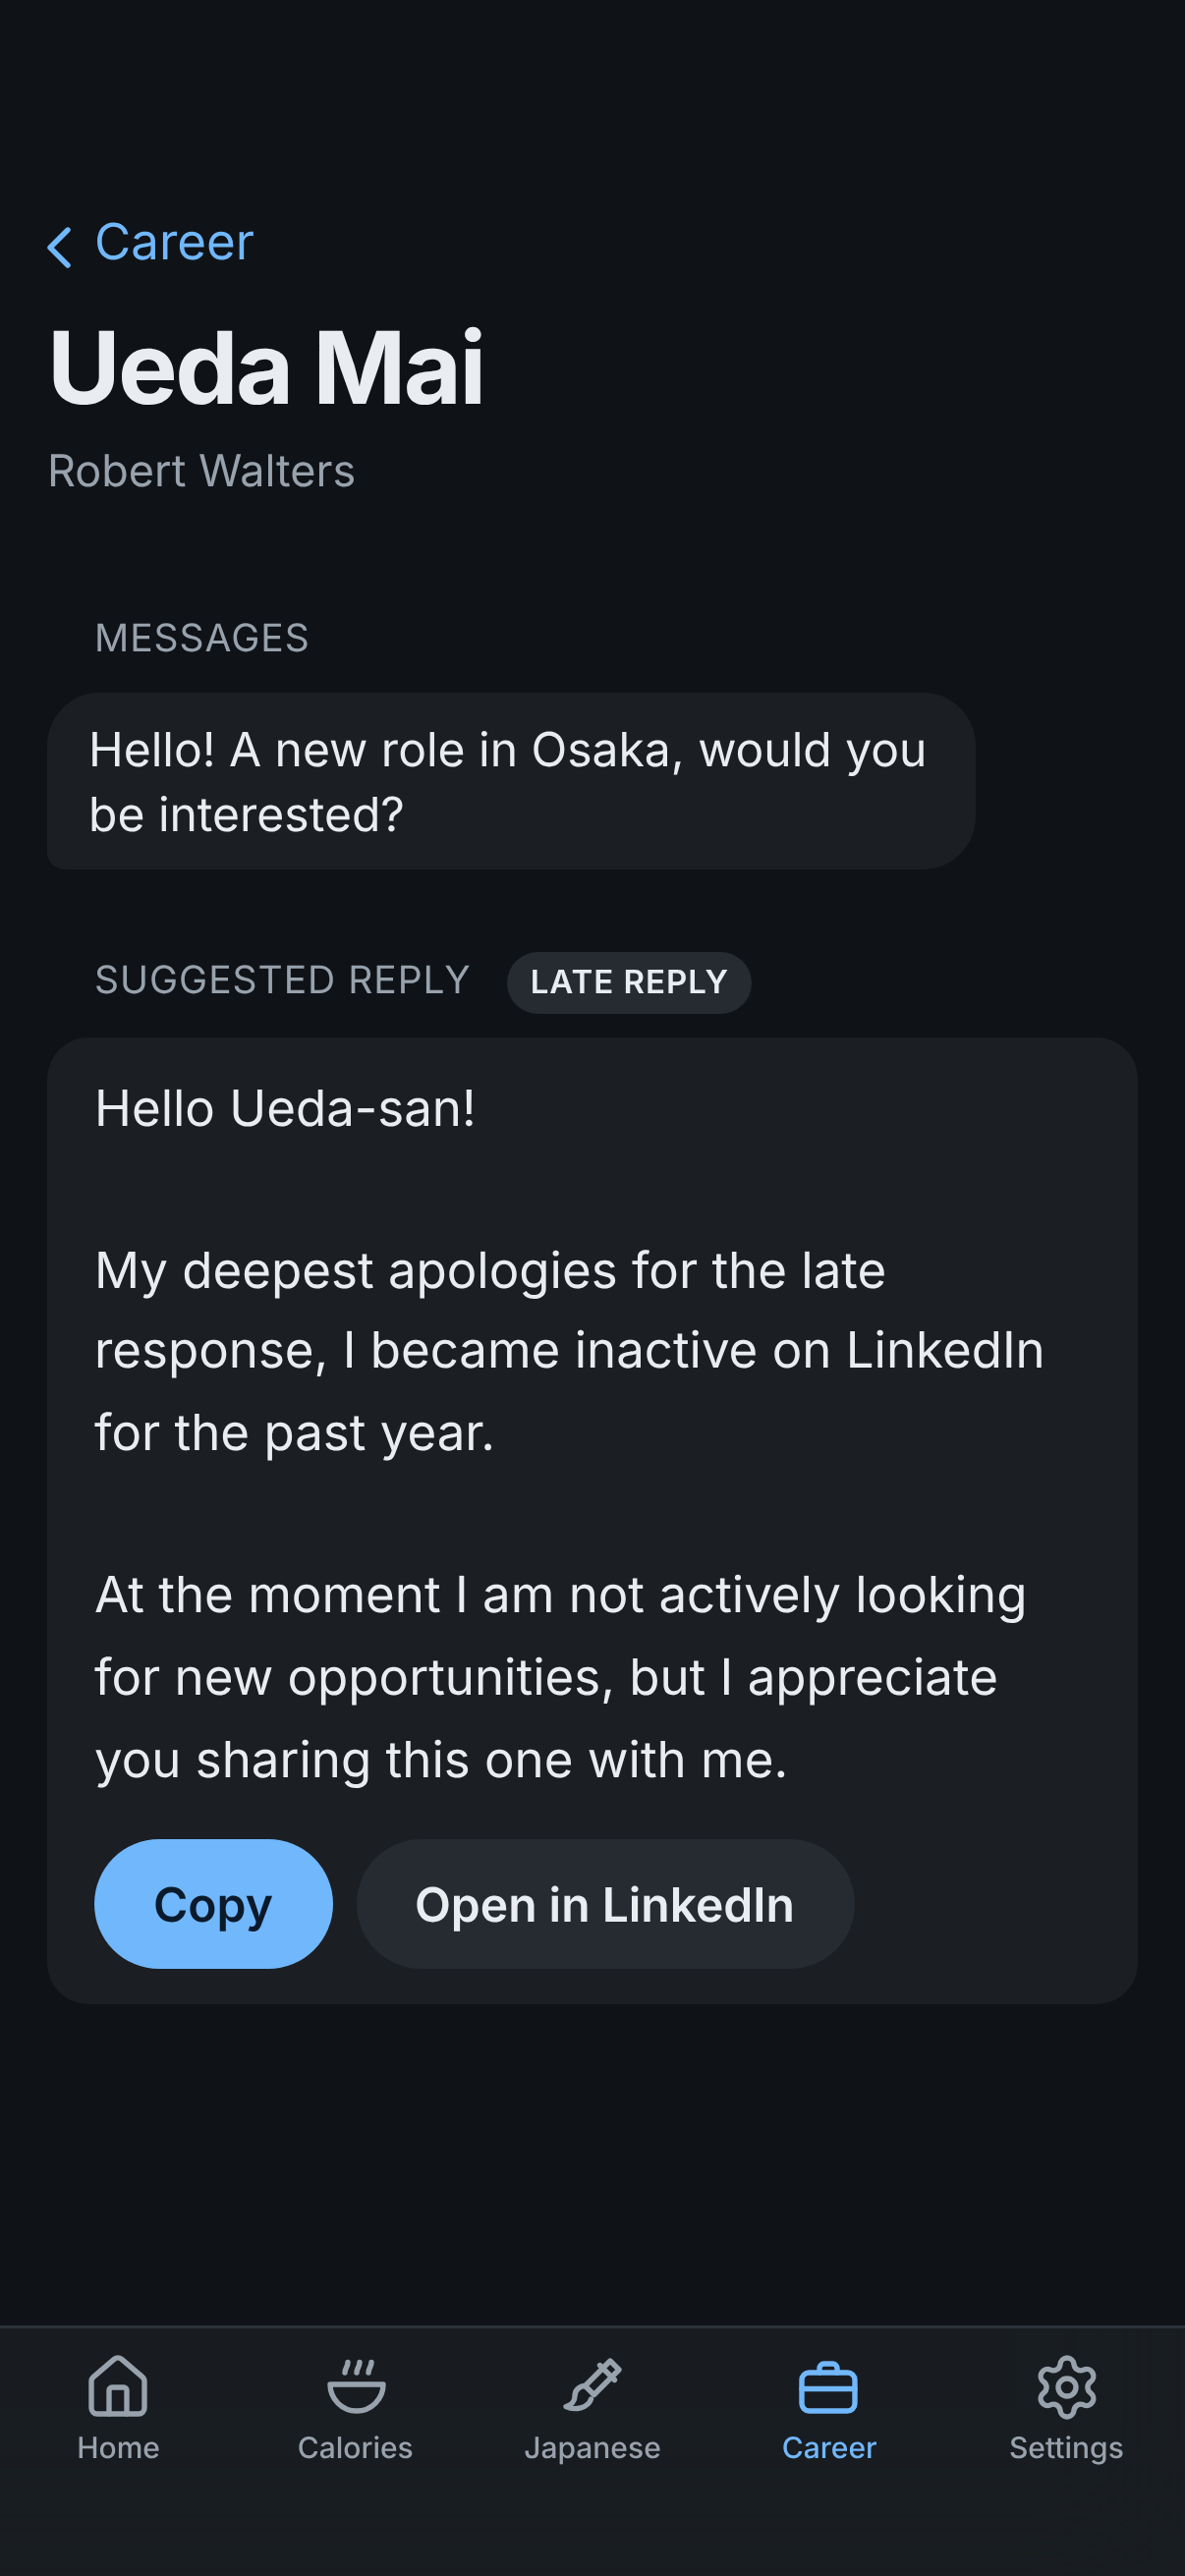 Career
Ueda Mai
Robert Walters
MESSAGES
Hello! A new role in Osaka, would you
be interested?
SUGGESTED REPLY LATE REPLY
Hello Ueda-san!
My deepest apologies for the late
response, I became inactive on LinkedIn
for the past year.
At the moment I am not actively looking
for new opportunities, but I appreciate
you sharing this one with me.
Copy Open in LinkedIn
Home Calories Japanese Career Settings